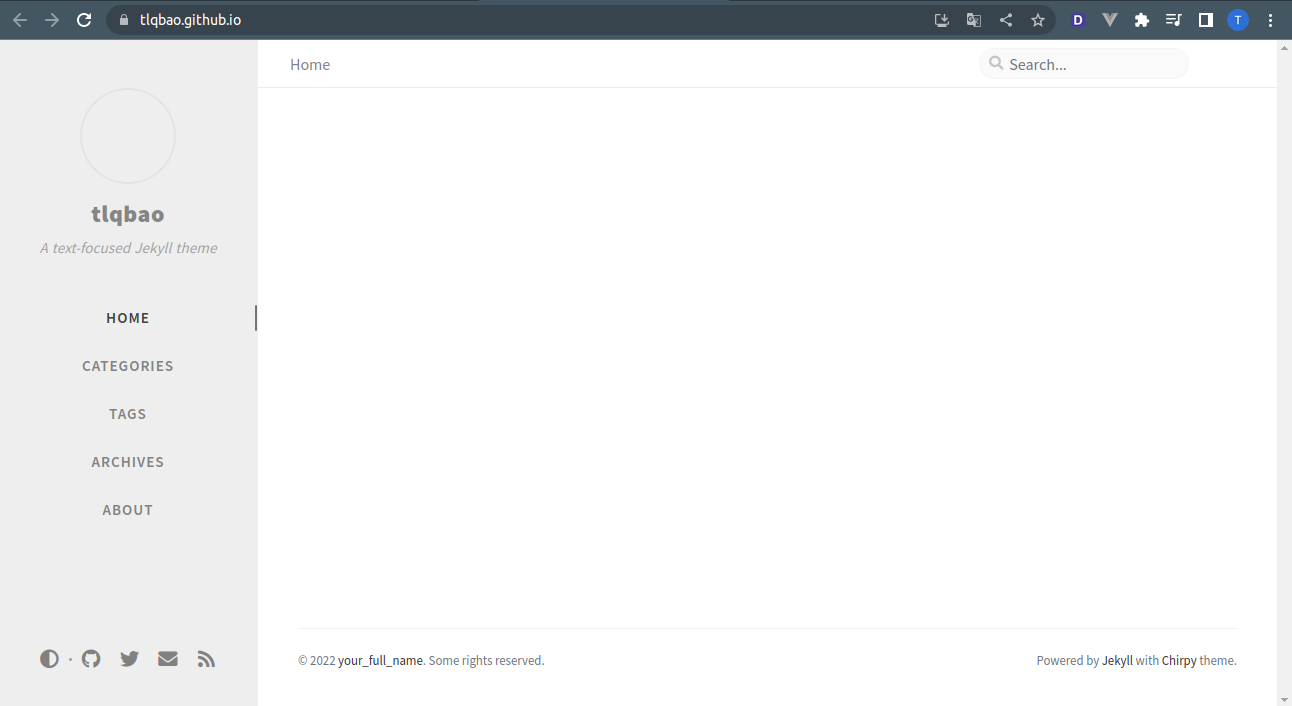 tlqbao.github.io
D
T
Home
Search...
tlqbao
A text-focused Jekyll theme
HOME
CATEGORIES
TAGS
ARCHIVES
ABOUT
© 2022 your_full_name. Some rights reserved.
Powered by Jekyll with Chirpy theme.